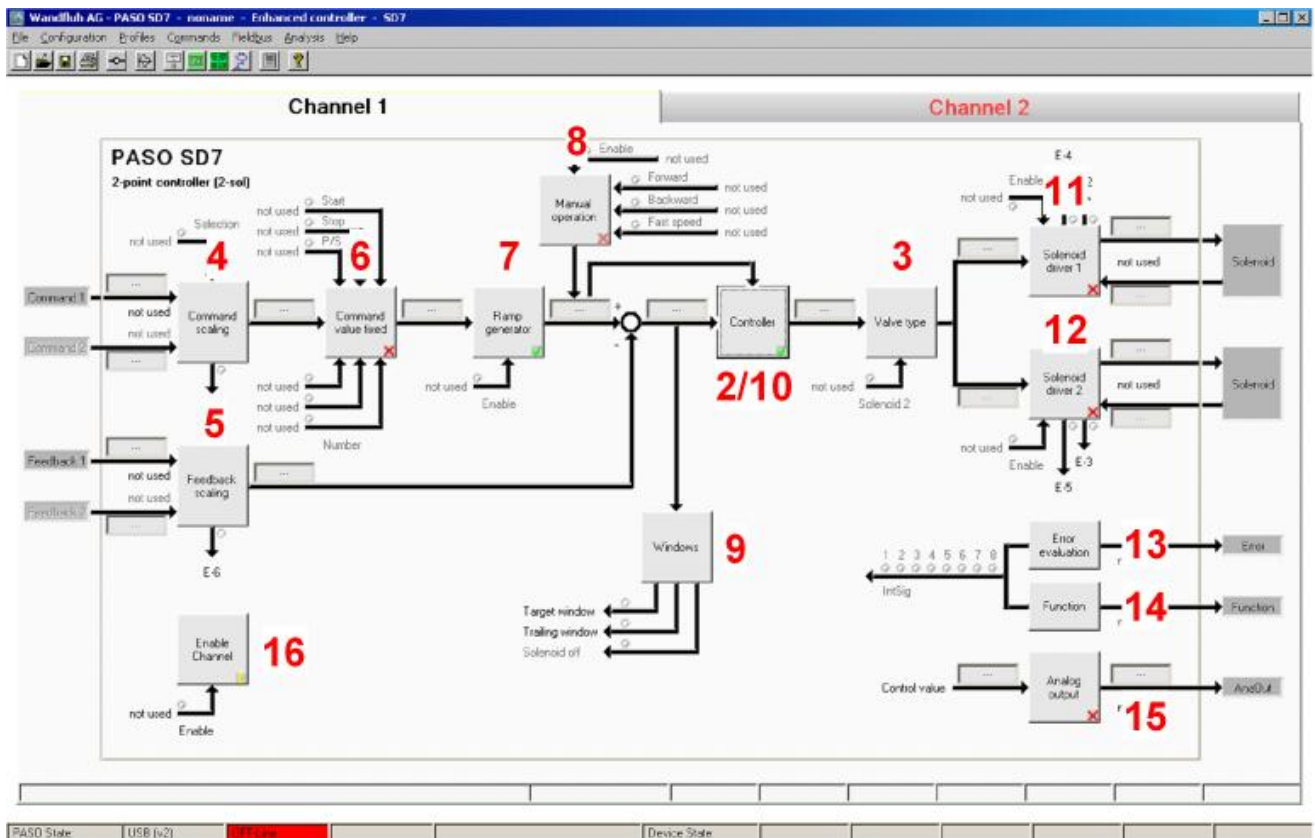 Wandfluh AG - PASO SD7 - noname - Enhanced controller - SD7
File Configuration Profiles Commands Fieldbus Analysis Help
Channel 1
Channel 2
PASO SD7
2-point controller (2-sol)
8
Enable
not used
Forward
not used
Backward
not used
Fast speed
not used
Manual operation
E-4
Enable
11
2
not used
Solenoid driver 1
...
...
...
not used
Solenoid
Selection
not used
4
Start
not used
Stop
not used
P/S
not used
6
7
3
Command 1
...
not used
Command 2
not used
...
Command scaling
...
Command value fixed
...
Ramp generator
...
+
-
...
Controller
...
Valve type
not used
not used
not used
Number
not used
Enable
2/10
not used
Solenoid 2
12
...
Solenoid driver 2
...
not used
...
Solenoid
not used
Enable
E-3
E-5
5
Feedback 1
...
not used
Feedback 2
not used
...
Feedback scaling
...
E-6
Windows
9
Target window
Trailing window
Solenoid off
1 2 3 4 5 6 7 8
IntSig
Error evaluation
13
Error
Function
14
Function
Enable Channel
16
not used
Enable
Control value
...
Analog output
...
15
AnaOut
PASO State: USB (v2) OFF-Line Device State